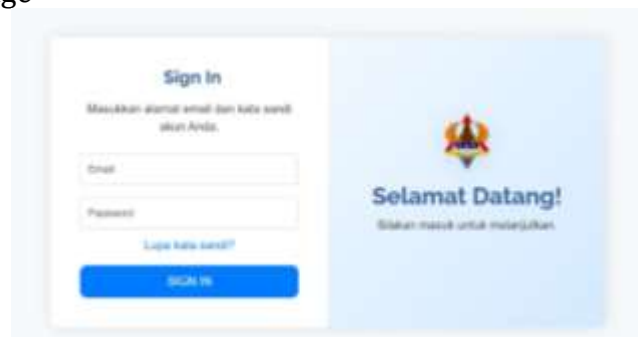 ge
Sign In
Masukkan alamat email dan kata sandi
akun Anda.
Email
Password
Lupa kata sandi?
SIGN IN
Selamat Datang!
Silakan masuk untuk melanjutkan